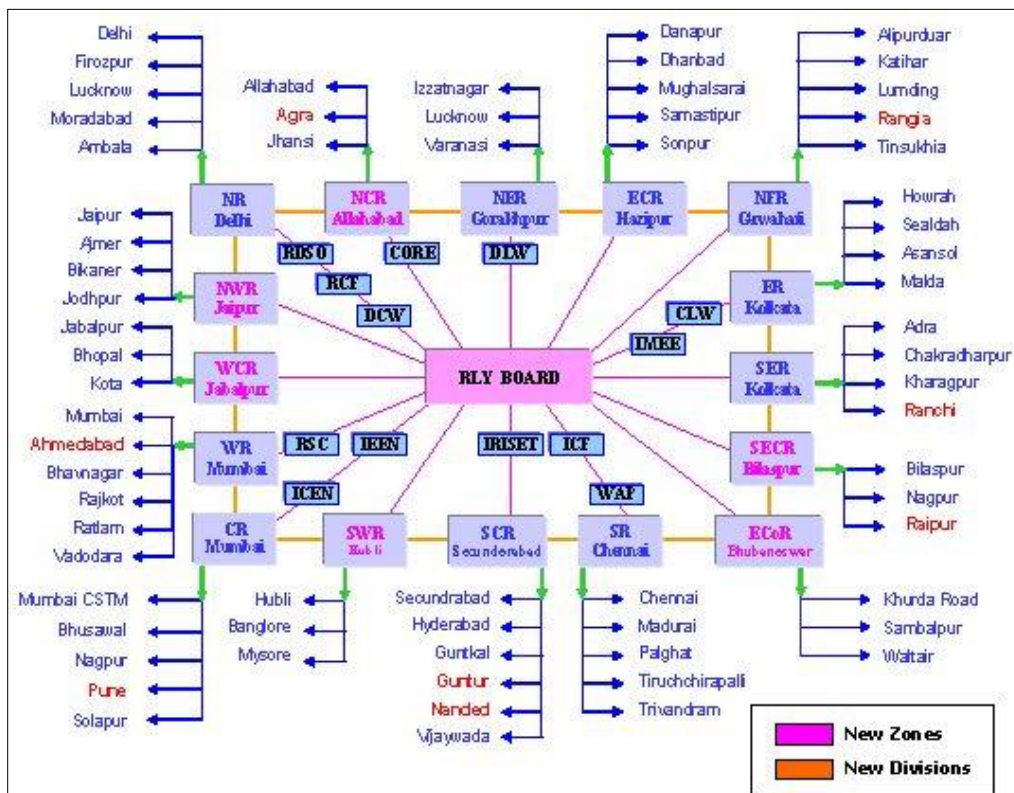 Delhi
Firozpur
Lucknow
Moradabad
Ambala
Allahabad
Agra
Jhansi
Izzatnagar
Lucknow
Varanasi
Danapur
Dhanbad
Mughalsarai
Samastipur
Sonpur
Alipurduar
Katihar
Lumding
Rangia
Tinsukhia
NR
Delhi
NCR
Allahabad
NER
Gorakhpur
ECR
Hazipur
NFR
Guwahati
Jaipur
Ajmer
Bikaner
Jodhpur
Howrah
Sealdah
Asansol
Malda
RDSO
CORE
DLW
RCF
DCW
NWR
Jaipur
ER
Kolkata
CLW
IMEE
Jabalpur
Bhopal
Kota
WCR
Jabalpur
RLY BOARD
SER
Kolkata
Adra
Chakradharpur
Kharagpur
Ranchi
Mumbai
Ahmedabad
Bhavnagar
Rajkot
Ratlam
Vadodara
WR
Mumbai
RSC
IEEN
IRISET
ICF
SECR
Bilaspur
Bilaspur
Nagpur
Raipur
ICEN
WAP
CR
Mumbai
SWR
Hubli
SCR
Secunderabad
SR
Chennai
ECoR
Bhubaneswar
Mumbai CSTM
Bhusawal
Nagpur
Pune
Solapur
Hubli
Banglore
Mysore
Secundrabad
Hyderabad
Guntkal
Guntur
Nanded
Vijaywada
Chennai
Madurai
Palghat
Tiruchchirapalli
Trivandram
Khurda Road
Sambalpur
Waltair
New Zones
New Divisions